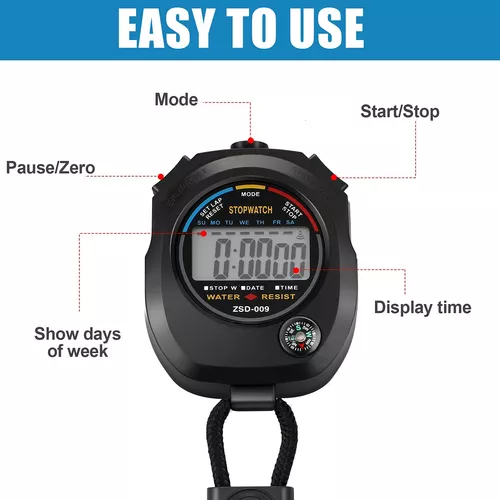 EASY TO USE
Mode
Start/Stop
Pause/Zero
MODE
SET LAP
RESET
START
STOP
STOPWATCH
SU MO TU WE TH FR SA
0:0000
STOP W DATE TIME
WATER RESIST
ZSD-009
Display time
Show days
of week